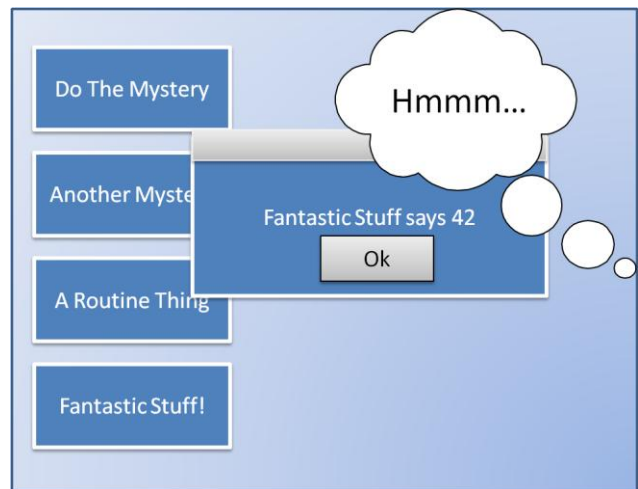 Do The Mystery
Hmmm...
Another Myste
Fantastic Stuff says 42
Ok
A Routine Thing
Fantastic Stuff!